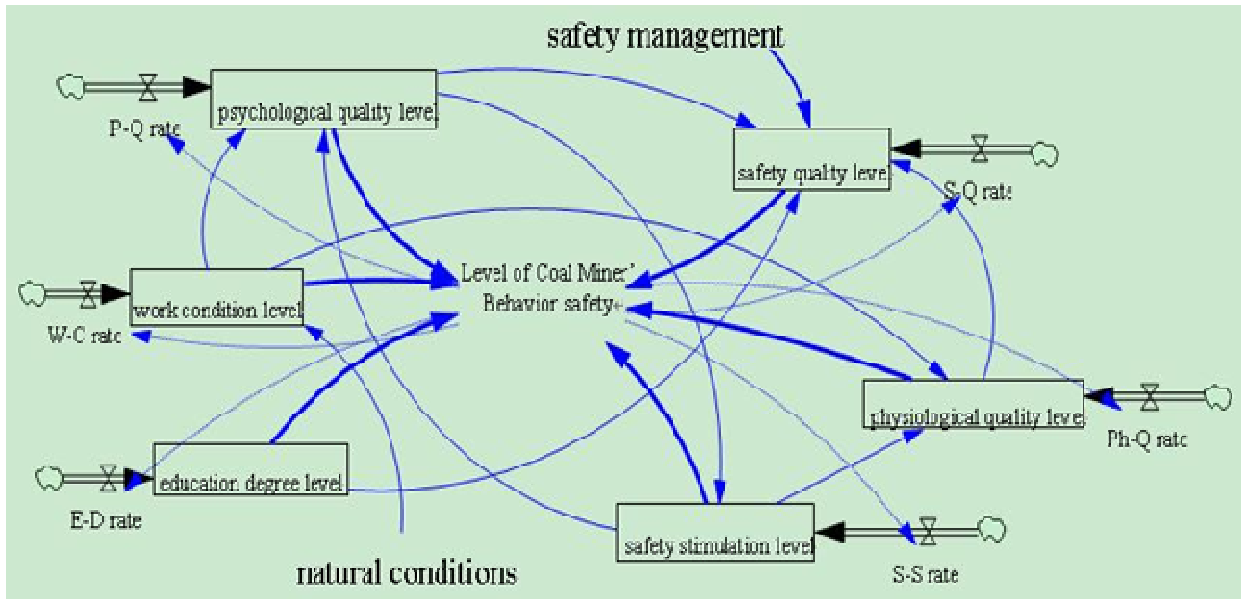 safety management
psychological quality level
P-Q rate
safety quality level
S-Q rate
Level of Coal Miner'
Behavior safety
work condition level
W-C rate
physiological quality level
Ph-Q rate
education degree level
E-D rate
safety stimulation level
S-S rate
natural conditions